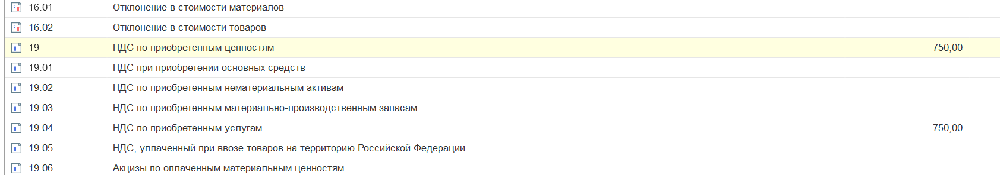 16.01 Отклонение в стоимости материалов
16.02 Отклонение в стоимости товаров
19 НДС по приобретенным ценностям 750,00
19.01 НДС при приобретении основных средств
19.02 НДС по приобретенным нематериальным активам
19.03 НДС по приобретенным материально-производственным запасам
19.04 НДС по приобретенным услугам 750,00
19.05 НДС, уплаченный при ввозе товаров на территорию Российской Федерации
19.06 Акцизы по оплаченным материальным ценностям